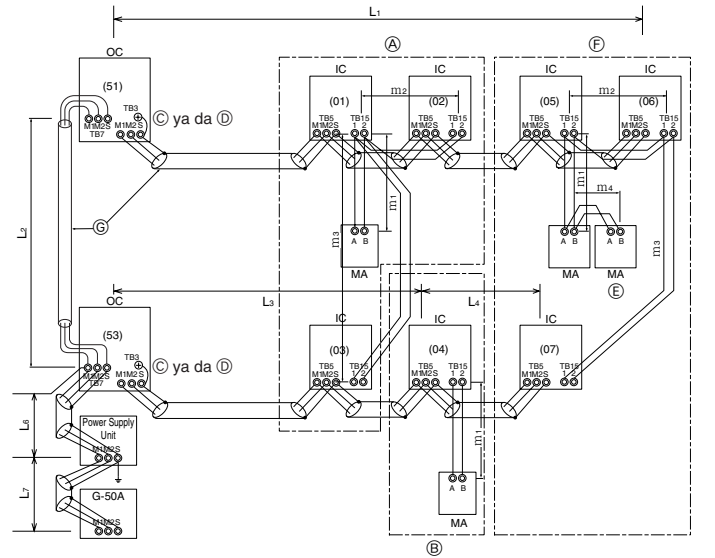 L1
OC
(51)
TB3
M1M2S
M1M2S
TB7
Ⓒ ya da Ⓓ
Ⓐ
IC
(01)
TB5
M1M2S
TB15
1 2
m2
IC
(02)
TB5
M1M2S
TB15
1 2
Ⓕ
IC
(05)
TB5
M1M2S
TB15
1 2
m2
IC
(06)
TB5
M1M2S
TB15
1 2
L2
Ⓖ
m1
m3
A B
MA
m1
m4
A B
MA
A B
MA
Ⓔ
m3
L3
L4
OC
(53)
TB3
M1M2S
TB7
M1M2S
Ⓒ ya da Ⓓ
IC
(03)
TB5
M1M2S
TB15
1 2
IC
(04)
TB5
M1M2S
TB15
1 2
IC
(07)
TB5
M1M2S
TB15
1 2
L6
Power Supply
Unit
M1M2S
m1
L7
G-50A
M1M2S
A B
MA
Ⓑ